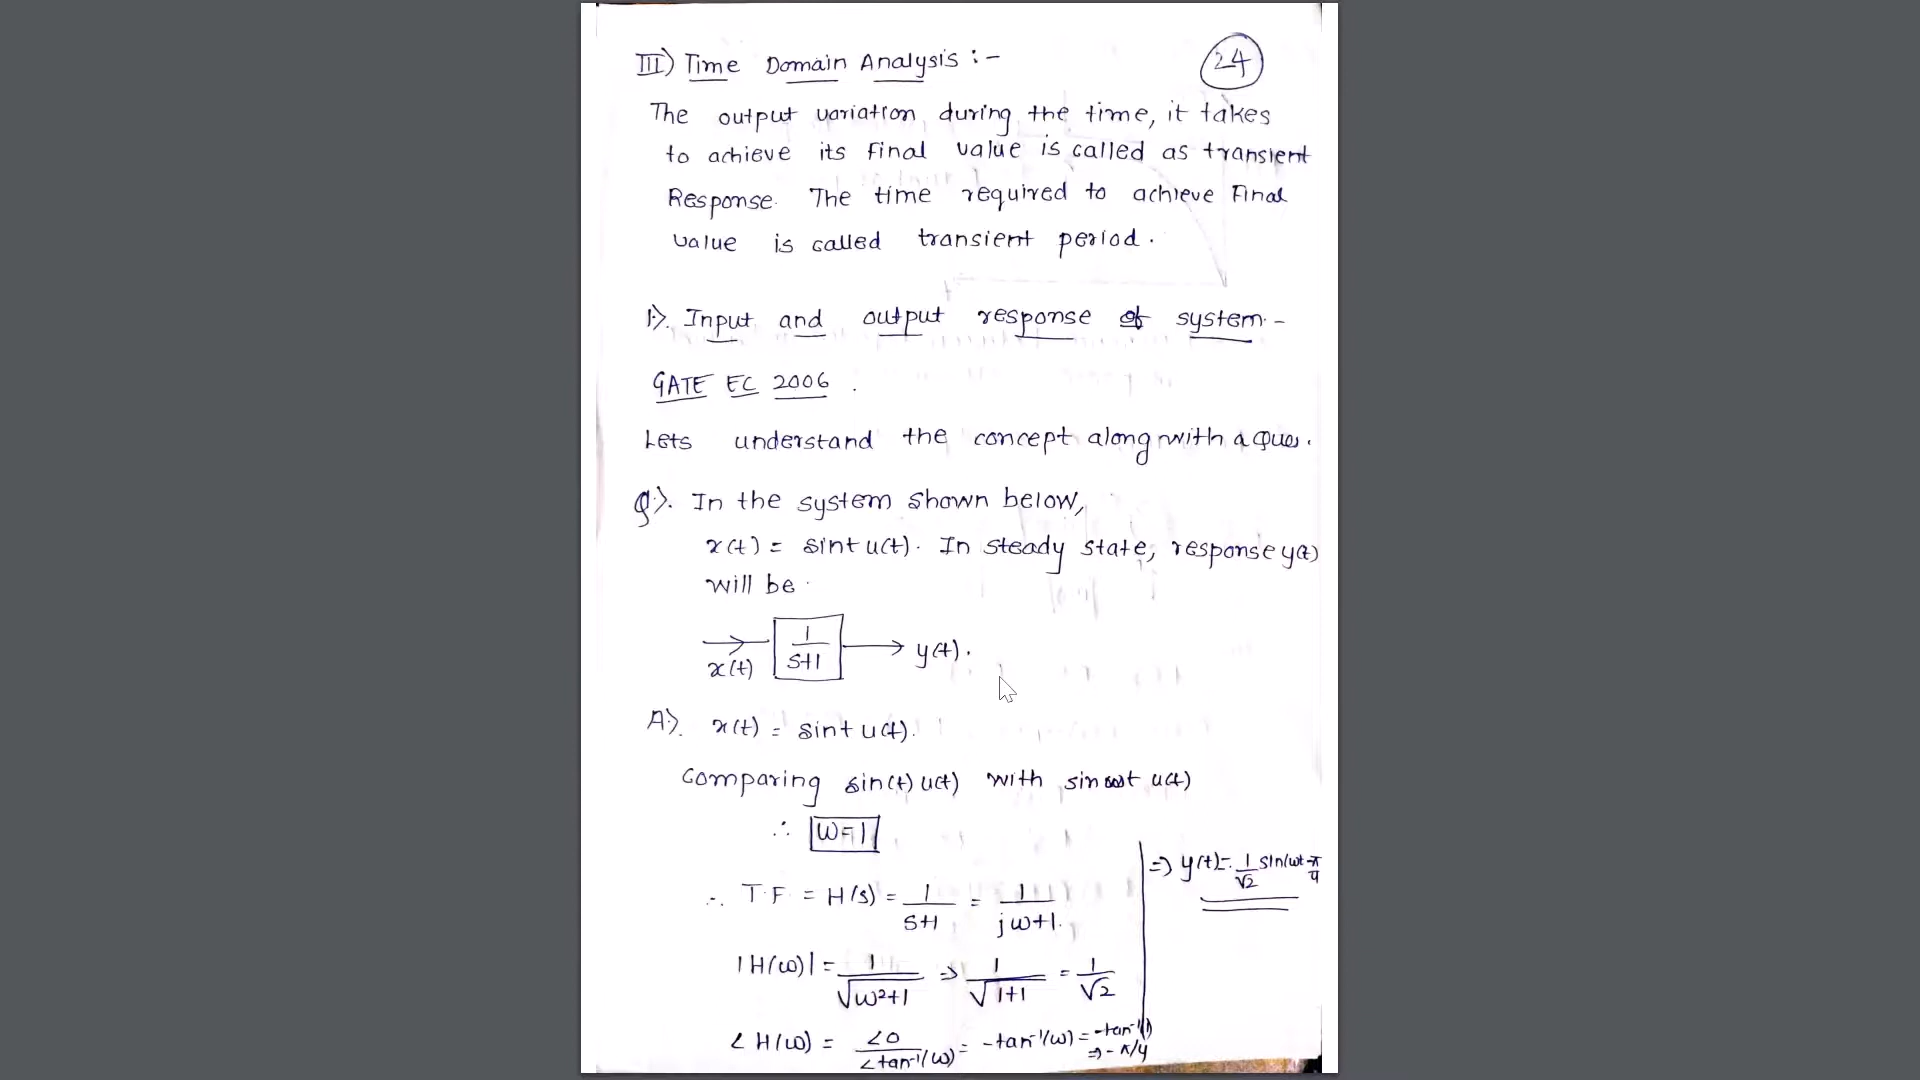 III) Time Domain Analysis :-
24
The output variation during the time, it takes
to achieve its final value is called as transient
Response. The time required to achieve Final
value is called transient period.
1). Input and output response of system -
GATE EC 2006 .
Lets understand the concept along with a Ques.
Q). In the system shown below,
x(t) = sint u(t). In steady state, response y(t)
will be
x(t) → 1/(s+1) → y(t).
A). x(t) = sint u(t).
Comparing sin(t) u(t) with sin ωt u(t)
∴ ω=1
∴ T.F = H(s) = 1/(s+1) = 1/(jω+1).
|H(ω)| = 1/√(ω²+1) ⇒ 1/√(1+1) = 1/√2
∠H(ω) = ∠0/∠tan⁻¹(ω) = -tan⁻¹(ω) = -tan⁻¹(1)
⇒ -π/4
⇒ y(t) = 1/√2 sin(ωt - π/4